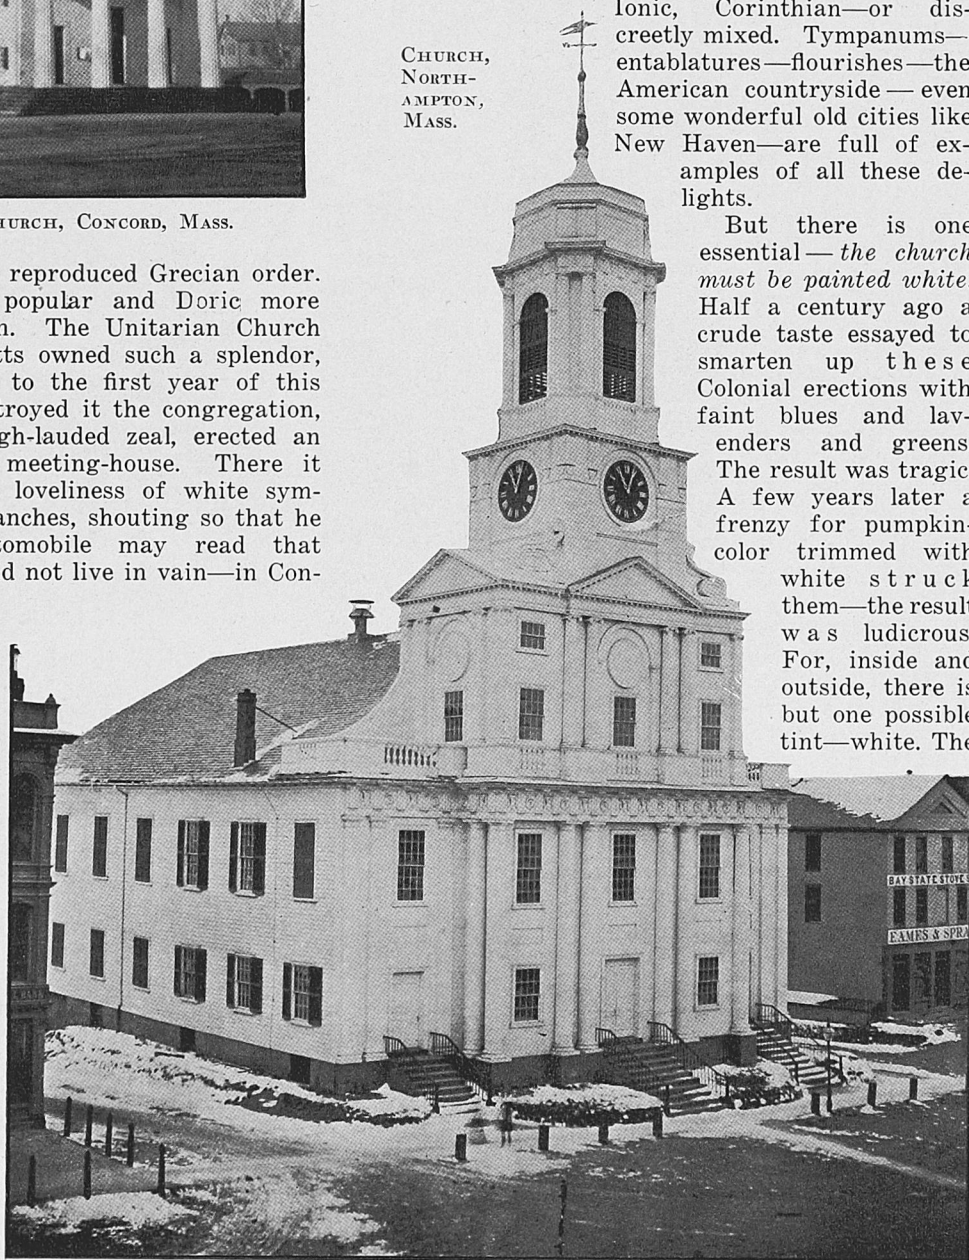 CHURCH, CONCORD, MASS.
reproduced Grecian order.
popular and Doric more
The Unitarian Church
owned such a splendor,
to the first year of this
it the congregation,
zeal, erected an
meeting-house. There it
loveliness of white sym-
shouting so that he
may read that
not live in vain—in Con-
CHURCH,
NORTH-
AMPTON,
MASS.
Ionic, Corinthian—or dis-
creetly mixed. Tympanums—
entablatures—flourishes—the
American countryside—even
some wonderful old cities like
New Haven—are full of ex-
amples of all these de-
lights.
But there is one
essential—the church
must be painted white
Half a century ago a
crude taste essayed to
smarten up these
Colonial erections with
faint blues and lav-
enders and greens
The result was tragic
A few years later a
frenzy for pumpkin-
color trimmed with
white struck
them—the result
was ludicrous
For, inside and
outside, there is
but one possible
tint—white. The
BAY STATE STOVE
EAMES & SPRA